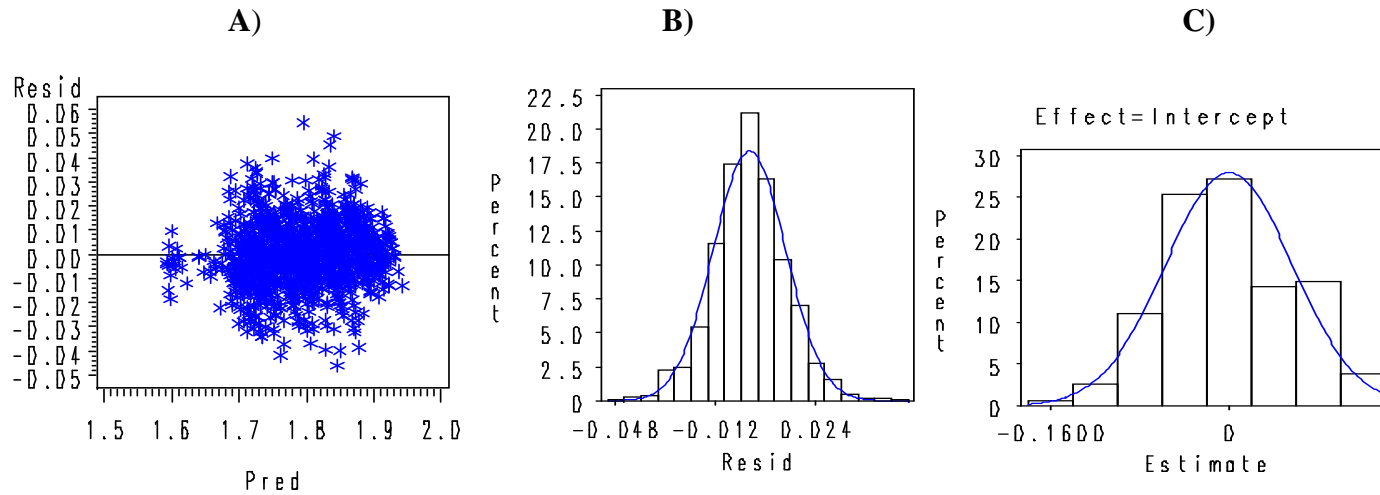 A)
Resid
0.06
0.05
0.04
0.03
0.02
0.01
0.00
-0.01
-0.02
-0.03
-0.04
-0.05
1.5 1.6 1.7 1.8 1.9 2.0
Pred
B)
Percent
22.5
20.0
17.5
15.0
12.5
10.0
7.5
5.0
2.5
0
-0.048 -0.012 0.024
Resid
C)
Effect=Intercept
Percent
30
25
20
15
10
5
0
-0.1600 0
Estimate